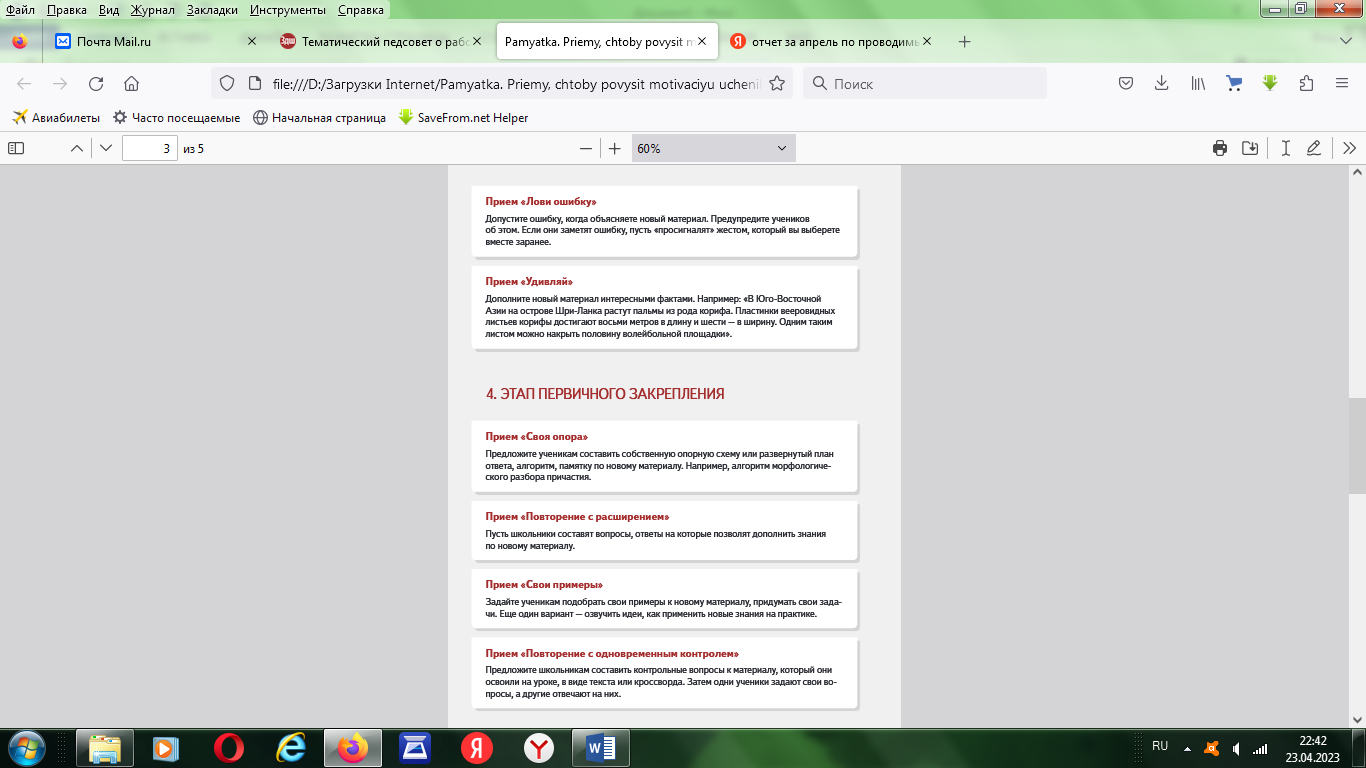 Файл Правка Вид Журнал Закладки Инструменты Справка
Почта Mail.ru
Тематический педсовет о рабо
Pamyatka. Priemy, chtoby povysit m
отчет за апрель по проводимы
file:///D:/Загрузки Internet/Pamyatka. Priemy, chtoby povysit motivaciyu ucheni
Поиск
Авиабилеты Часто посещаемые Начальная страница SaveFrom.net Helper
3 из 5
60%
Прием «Лови ошибку»
Допустите ошибку, когда объясняете новый материал. Предупредите учеников
об этом. Если они заметят ошибку, пусть «просигналят» жестом, который вы выберете
вместе заранее.
Прием «Удивляй»
Дополните новый материал интересными фактами. Например: «В Юго-Восточной
Азии на острове Шри-Ланка растут пальмы из рода корифа. Пластинки вееровидных
листьев корифы достигают восьми метров в длину и шести — в ширину. Одним таким
листом можно накрыть половину волейбольной площадки».
4. ЭТАП ПЕРВИЧНОГО ЗАКРЕПЛЕНИЯ
Прием «Своя опора»
Предложите ученикам составить собственную опорную схему или развернутый план
ответа, алгоритм, памятку по новому материалу. Например, алгоритм морфологиче-
ского разбора причастия.
Прием «Повторение с расширением»
Пусть школьники составят вопросы, ответы на которые позволят дополнить знания
по новому материалу.
Прием «Свои примеры»
Задайте ученикам подобрать свои примеры к новому материалу, придумать свои зада-
чи. Еще один вариант — озвучить идеи, как применить новые знания на практике.
Прием «Повторение с одновременным контролем»
Предложите школьникам составить контрольные вопросы к материалу, который они
освоили на уроке, в виде текста или кроссворда. Затем одни ученики задают свои во-
просы, а другие отвечают на них.
RU
22:42
23.04.2023